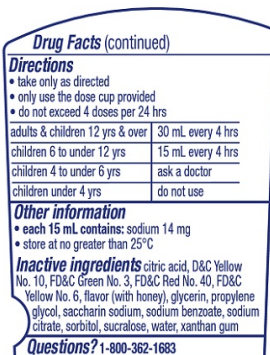 Drug Facts (continued)
Directions
• take only as directed
• only use the dose cup provided
• do not exceed 4 doses per 24 hrs
adults & children 12 yrs & over 30 mL every 4 hrs
children 6 to under 12 yrs 15 mL every 4 hrs
children 4 to under 6 yrs ask a doctor
children under 4 yrs do not use
Other information
• each 15 mL contains: sodium 14 mg
• store at no greater than 25°C
Inactive ingredients citric acid, D&C Yellow
No. 10, FD&C Green No. 3, FD&C Red No. 40, FD&C
Yellow No. 6, flavor (with honey), glycerin, propylene
glycol, saccharin sodium, sodium benzoate, sodium
citrate, sorbitol, sucralose, water, xanthan gum
Questions? 1-800-362-1683